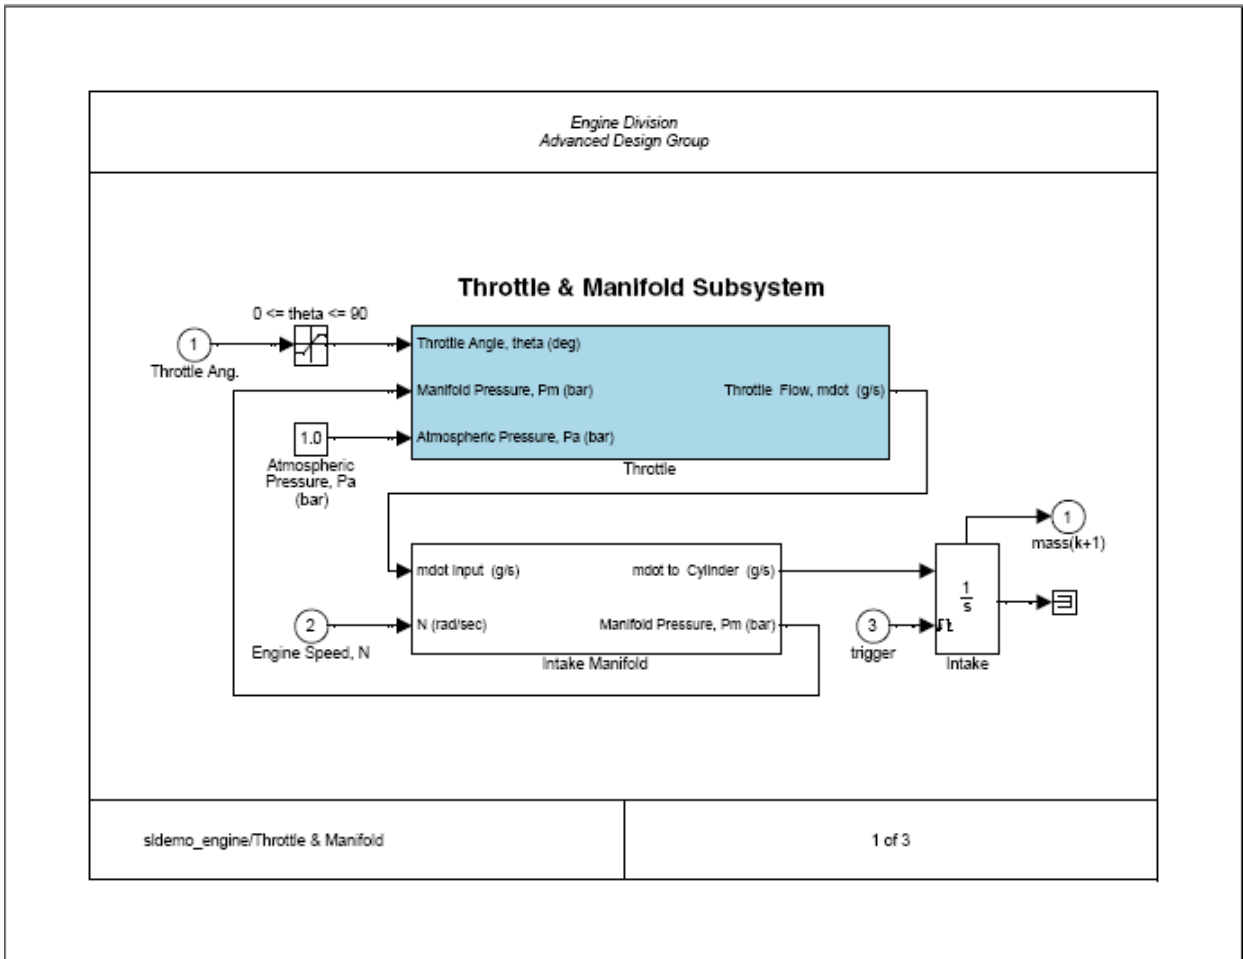 Engine Division
Advanced Design Group
Throttle & Manifold Subsystem
0 <= theta <= 90
1
Throttle Ang.
Throttle Angle, theta (deg)
Manifold Pressure, Pm (bar)
Throttle Flow, mdot (g/s)
1.0
Atmospheric Pressure, Pa (bar)
Atmospheric
Pressure, Pa
(bar)
Throttle
1
mass(k+1)
mdot Input (g/s)
mdot to Cylinder (g/s)
1
s
2
Engine Speed, N
N (rad/sec)
Manifold Pressure, Pm (bar)
Intake Manifold
3
trigger
Intake
sldemo_engine/Throttle & Manifold
1 of 3